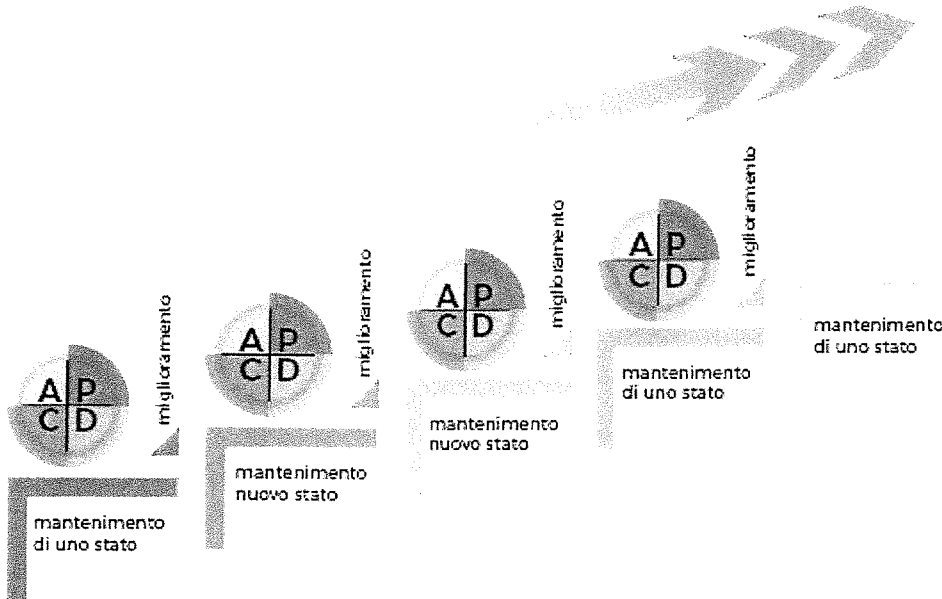 A P
C D
mantenimento
di uno stato
miglioramento
A P
C D
mantenimento
nuovo stato
miglioramento
A P
C D
mantenimento
nuovo stato
miglioramento
A P
C D
mantenimento
di uno stato
miglioramento
mantenimento
di uno stato